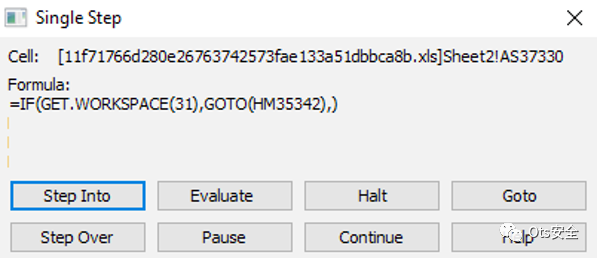 Single Step
Cell: [11f71766d280e26763742573fae133a51dbbca8b.xls]Sheet2!AS37330
Formula:
=IF(GET.WORKSPACE(31),GOTO(HM35342),)
Step Into Evaluate Halt Goto
Step Over Pause Continue Help
Ots安全